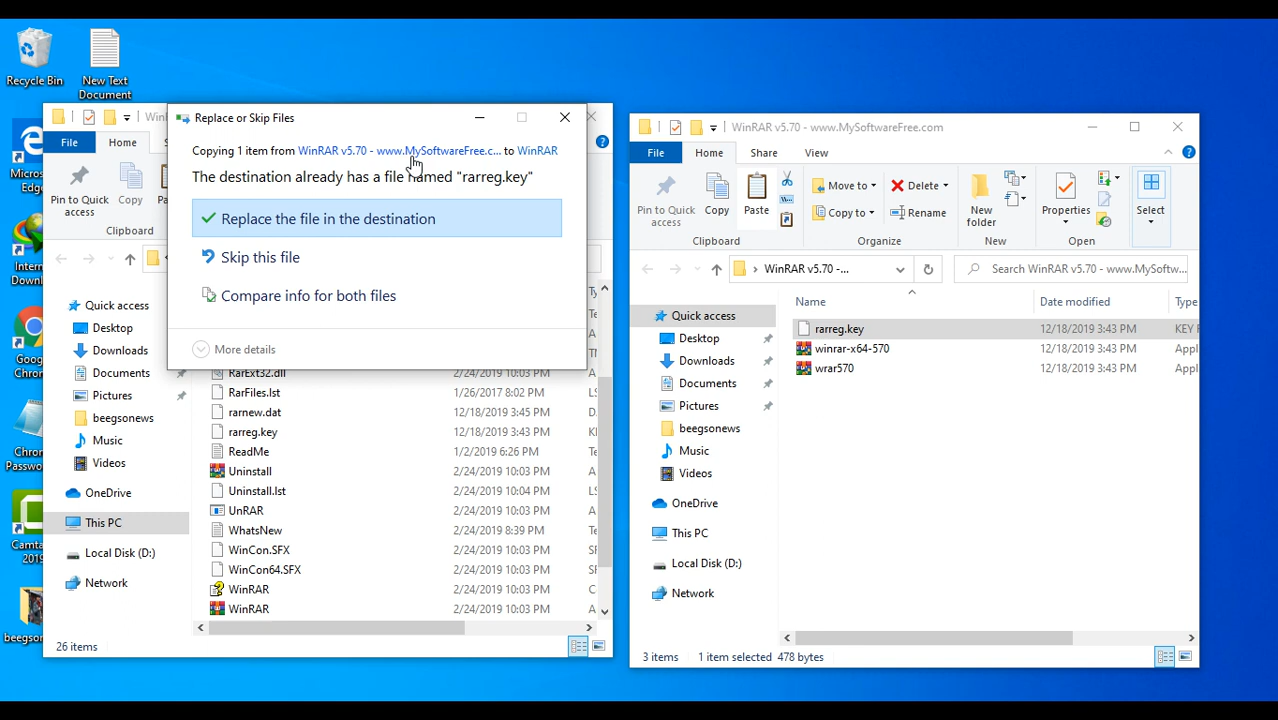 Recycle Bin
New Text
Document
Replace or Skip Files
Copying 1 item from WinRAR v5.70 - www.MySoftwareFree.c... to WinRAR
The destination already has a file named "rarreg.key"
Replace the file in the destination
Skip this file
Compare info for both files
More details
File
Home
Pin to Quick
access
Copy
Clipboard
Quick access
Desktop
Downloads
Documents
Pictures
beegsonews
Music
Videos
OneDrive
This PC
Local Disk (D:)
Network
RarExt32.dll 2/24/2019 10:03 PM
RarFiles.lst 1/26/2017 8:02 PM
rarnew.dat 12/18/2019 3:45 PM
rarreg.key 12/18/2019 3:43 PM
ReadMe 1/2/2019 6:26 PM
Uninstall 2/24/2019 10:03 PM
Uninstall.lst 2/24/2019 10:04 PM
UnRAR 2/24/2019 10:03 PM
WhatsNew 2/24/2019 8:39 PM
WinCon.SFX 2/24/2019 10:03 PM
WinCon64.SFX 2/24/2019 10:03 PM
WinRAR 2/24/2019 10:03 PM
WinRAR 2/24/2019 10:03 PM
26 items
WinRAR v5.70 - www.MySoftwareFree.com
File Home Share View
Pin to Quick
access
Copy
Paste
Move to
Copy to
Delete
Rename
New
folder
Properties
Select
Clipboard Organize New Open
WinRAR v5.70 -...
Search WinRAR v5.70 - www.MySoftw...
Name Date modified Type
rarreg.key 12/18/2019 3:43 PM KEY F
winrar-x64-570 12/18/2019 3:43 PM Appl
wrar570 12/18/2019 3:43 PM Appl
Quick access
Desktop
Downloads
Documents
Pictures
beegsonews
Music
Videos
OneDrive
This PC
Local Disk (D:)
Network
3 items 1 item selected 478 bytes